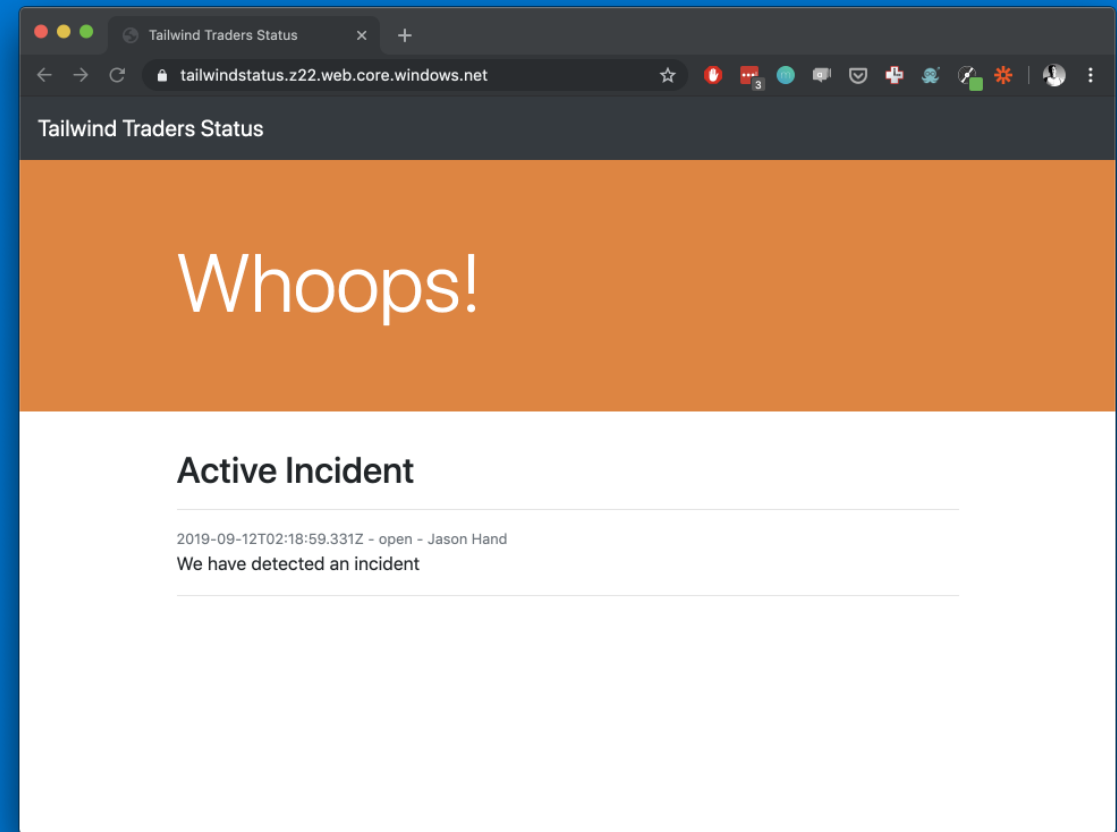 Tailwind Traders Status
tailwindstatus.z22.web.core.windows.net
3
Tailwind Traders Status
Whoops!
Active Incident
2019-09-12T02:18:59.331Z - open - Jason Hand
We have detected an incident